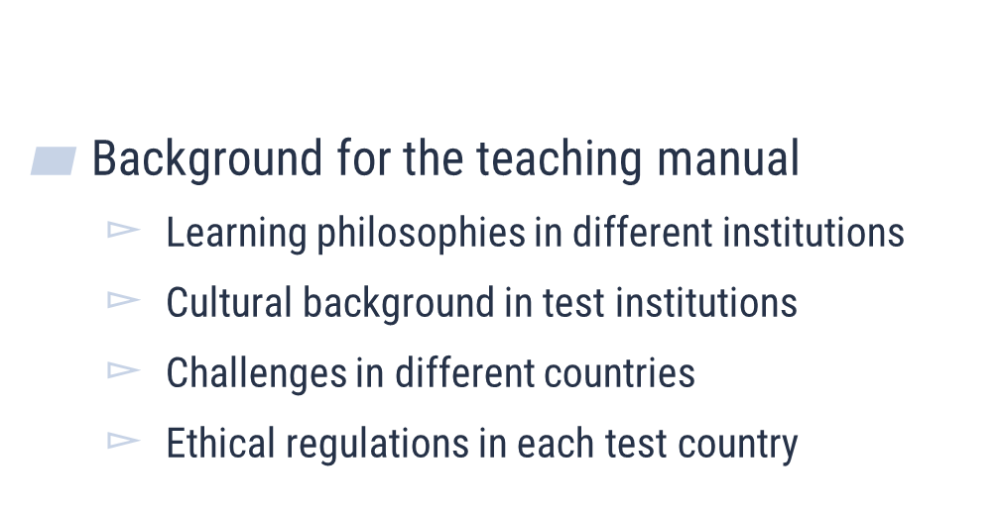 Background for the teaching manual
Learning philosophies in different institutions
Cultural background in test institutions
Challenges in different countries
Ethical regulations in each test country